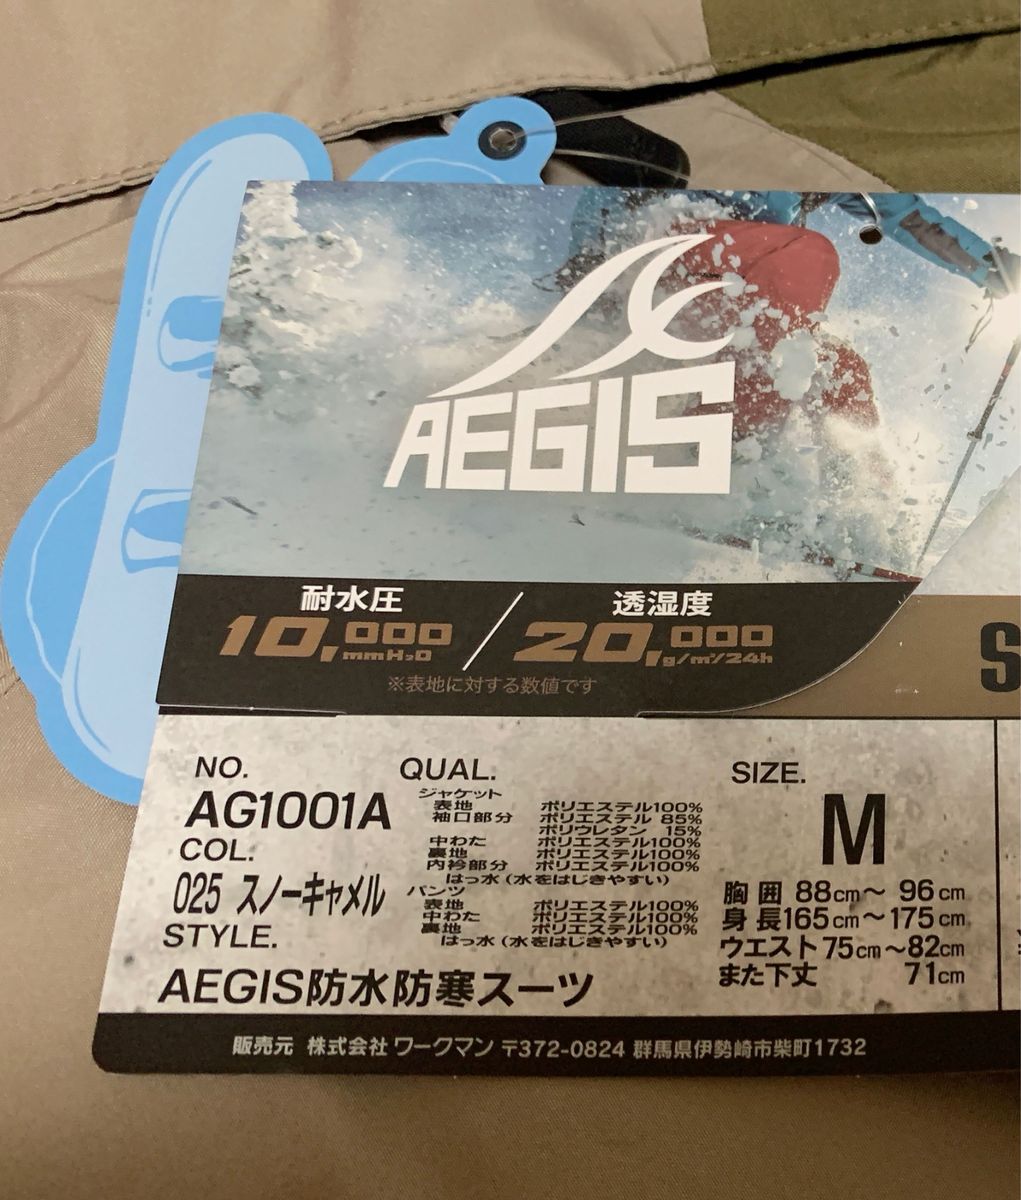 AEGIS
耐水圧 / 透湿度
10,000 mmH₂O / 20,000 g/㎡/24h
※表地に対する数値です
S
NO.
AG1001A
COL.
025 スノーキャメル
STYLE.
AEGIS防水防寒スーツ
QUAL.
ジャケット
表地 ポリエステル100%
袖口部分 ポリエステル 85%
ポリウレタン 15%
中わた ポリエステル100%
裏地 ポリエステル100%
内衿部分 ポリエステル100%
はっ水(水をはじきやすい)
パンツ
表地 ポリエステル100%
中わた ポリエステル100%
裏地 ポリエステル100%
はっ水(水をはじきやすい)
SIZE.
M
胸囲 88cm〜 96cm
身長165cm〜175cm
ウエスト75cm〜82cm
また下丈 71cm
販売元 株式会社 ワークマン 〒372-0824 群馬県伊勢崎市柴町1732